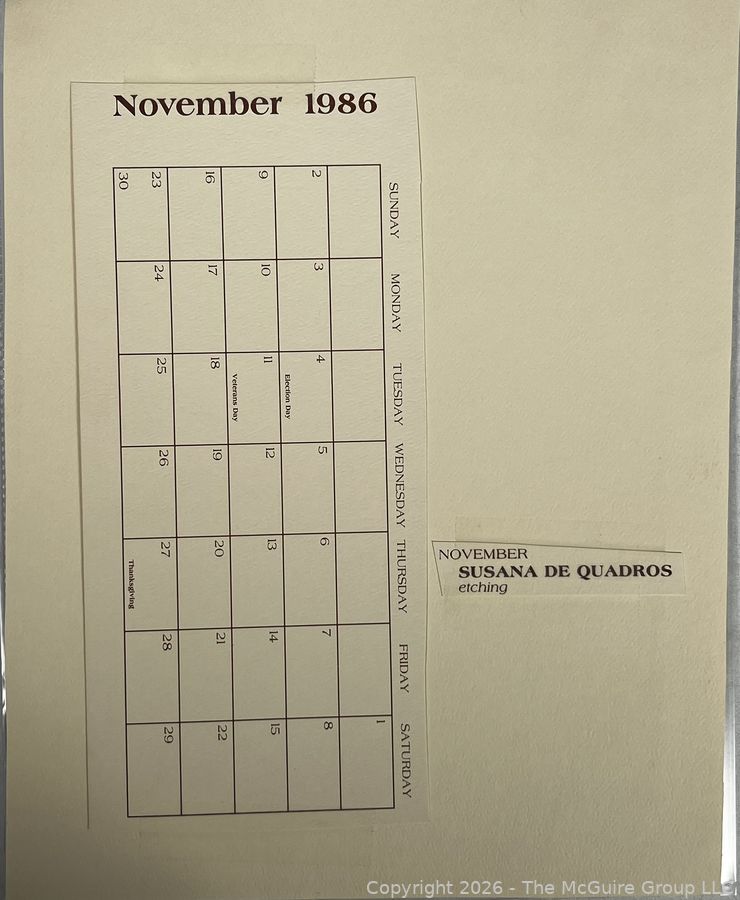 November 1986
SUNDAY MONDAY TUESDAY WEDNESDAY THURSDAY FRIDAY SATURDAY
1
2 3 4 5 6 7 8
Election Day
9 10 11 12 13 14 15
Veterans Day
16 17 18 19 20 21 22
23 24 25 26 27 28 29
30
Thanksgiving
NOVEMBER
SUSANA DE QUADROS
etching
Copyright 2026 - The McGuire Group LLC